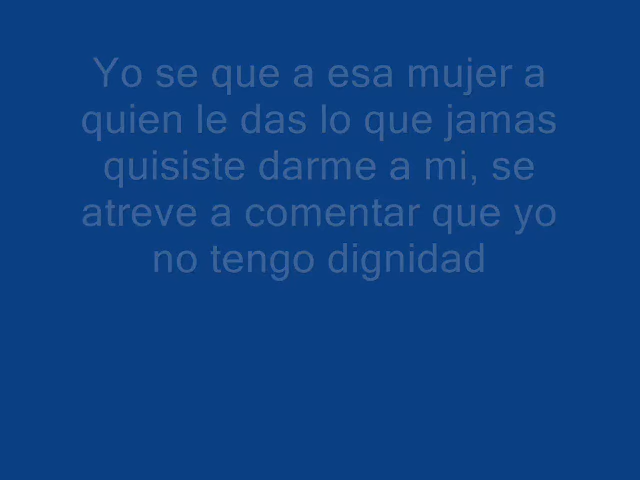 Yo se que a esa mujer a
quien le das lo que jamas
quisiste darme a mi, se
atreve a comentar que yo
no tengo dignidad